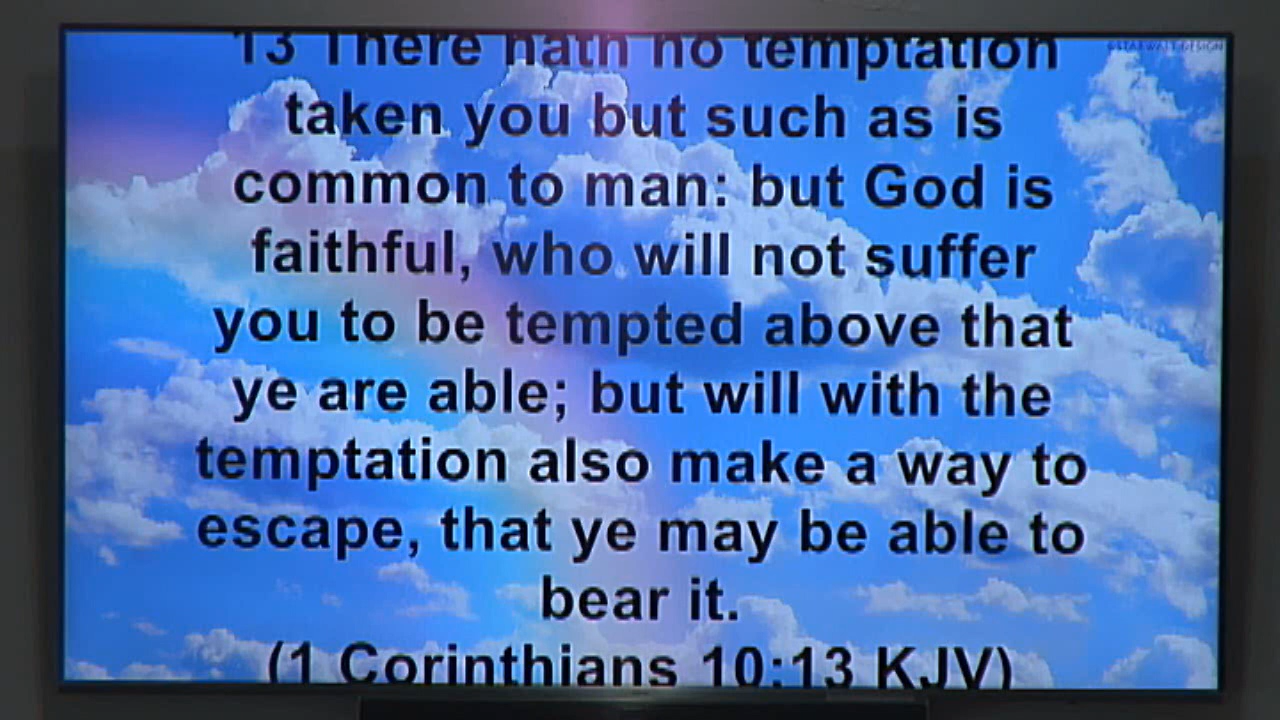 13 There hath no temptation
taken you but such as is
common to man: but God is
faithful, who will not suffer
you to be tempted above that
ye are able; but will with the
temptation also make a way to
escape, that ye may be able to
bear it.
(1 Corinthians 10:13 KJV)